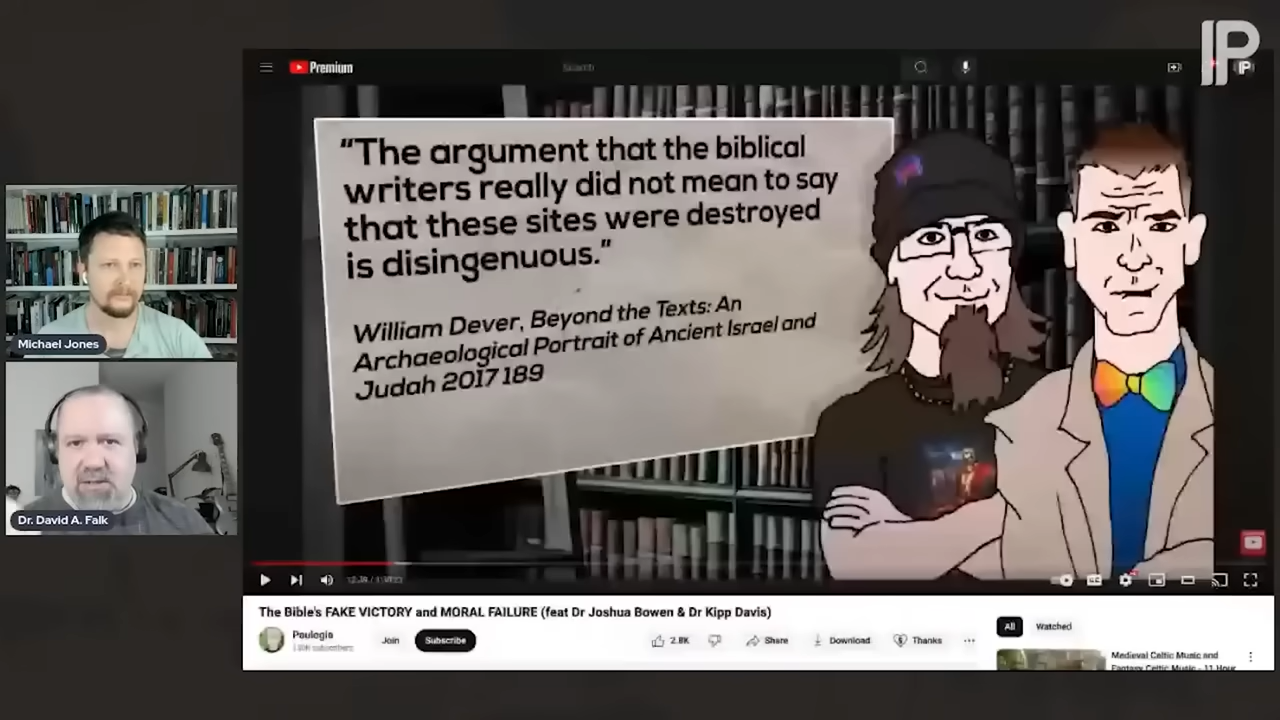 IP
Premium
Search
"The argument that the biblical
writers really did not mean to say
that these sites were destroyed
is disingenuous."
William Dever, Beyond the Texts: An
Archaeological Portrait of Ancient Israel and
Judah 2017 189
Michael Jones
Dr. David A. Falk
The Bible's FAKE VICTORY and MORAL FAILURE (feat Dr Joshua Bowen & Dr Kipp Davis)
Paulogia
subscribers
Join
Subscribe
2.8K
Share
Download
Thanks
All
Watched
Medieval Celtic Music and
Fantasy Celtic Music - 11 Hour